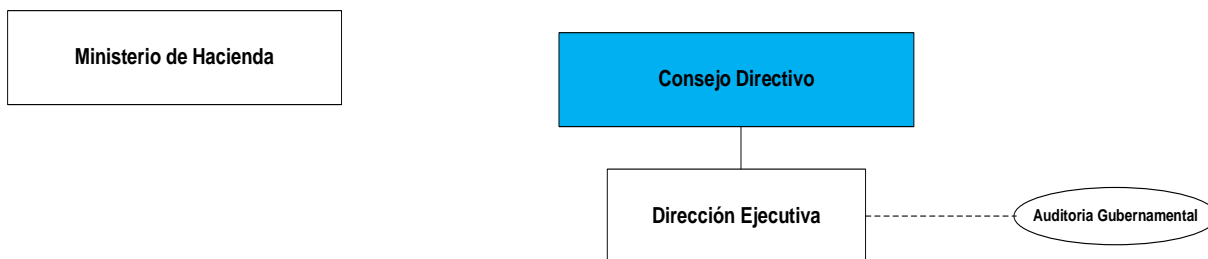 Ministerio de Hacienda
Consejo Directivo
Dirección Ejecutiva
Auditoria Gubernamental